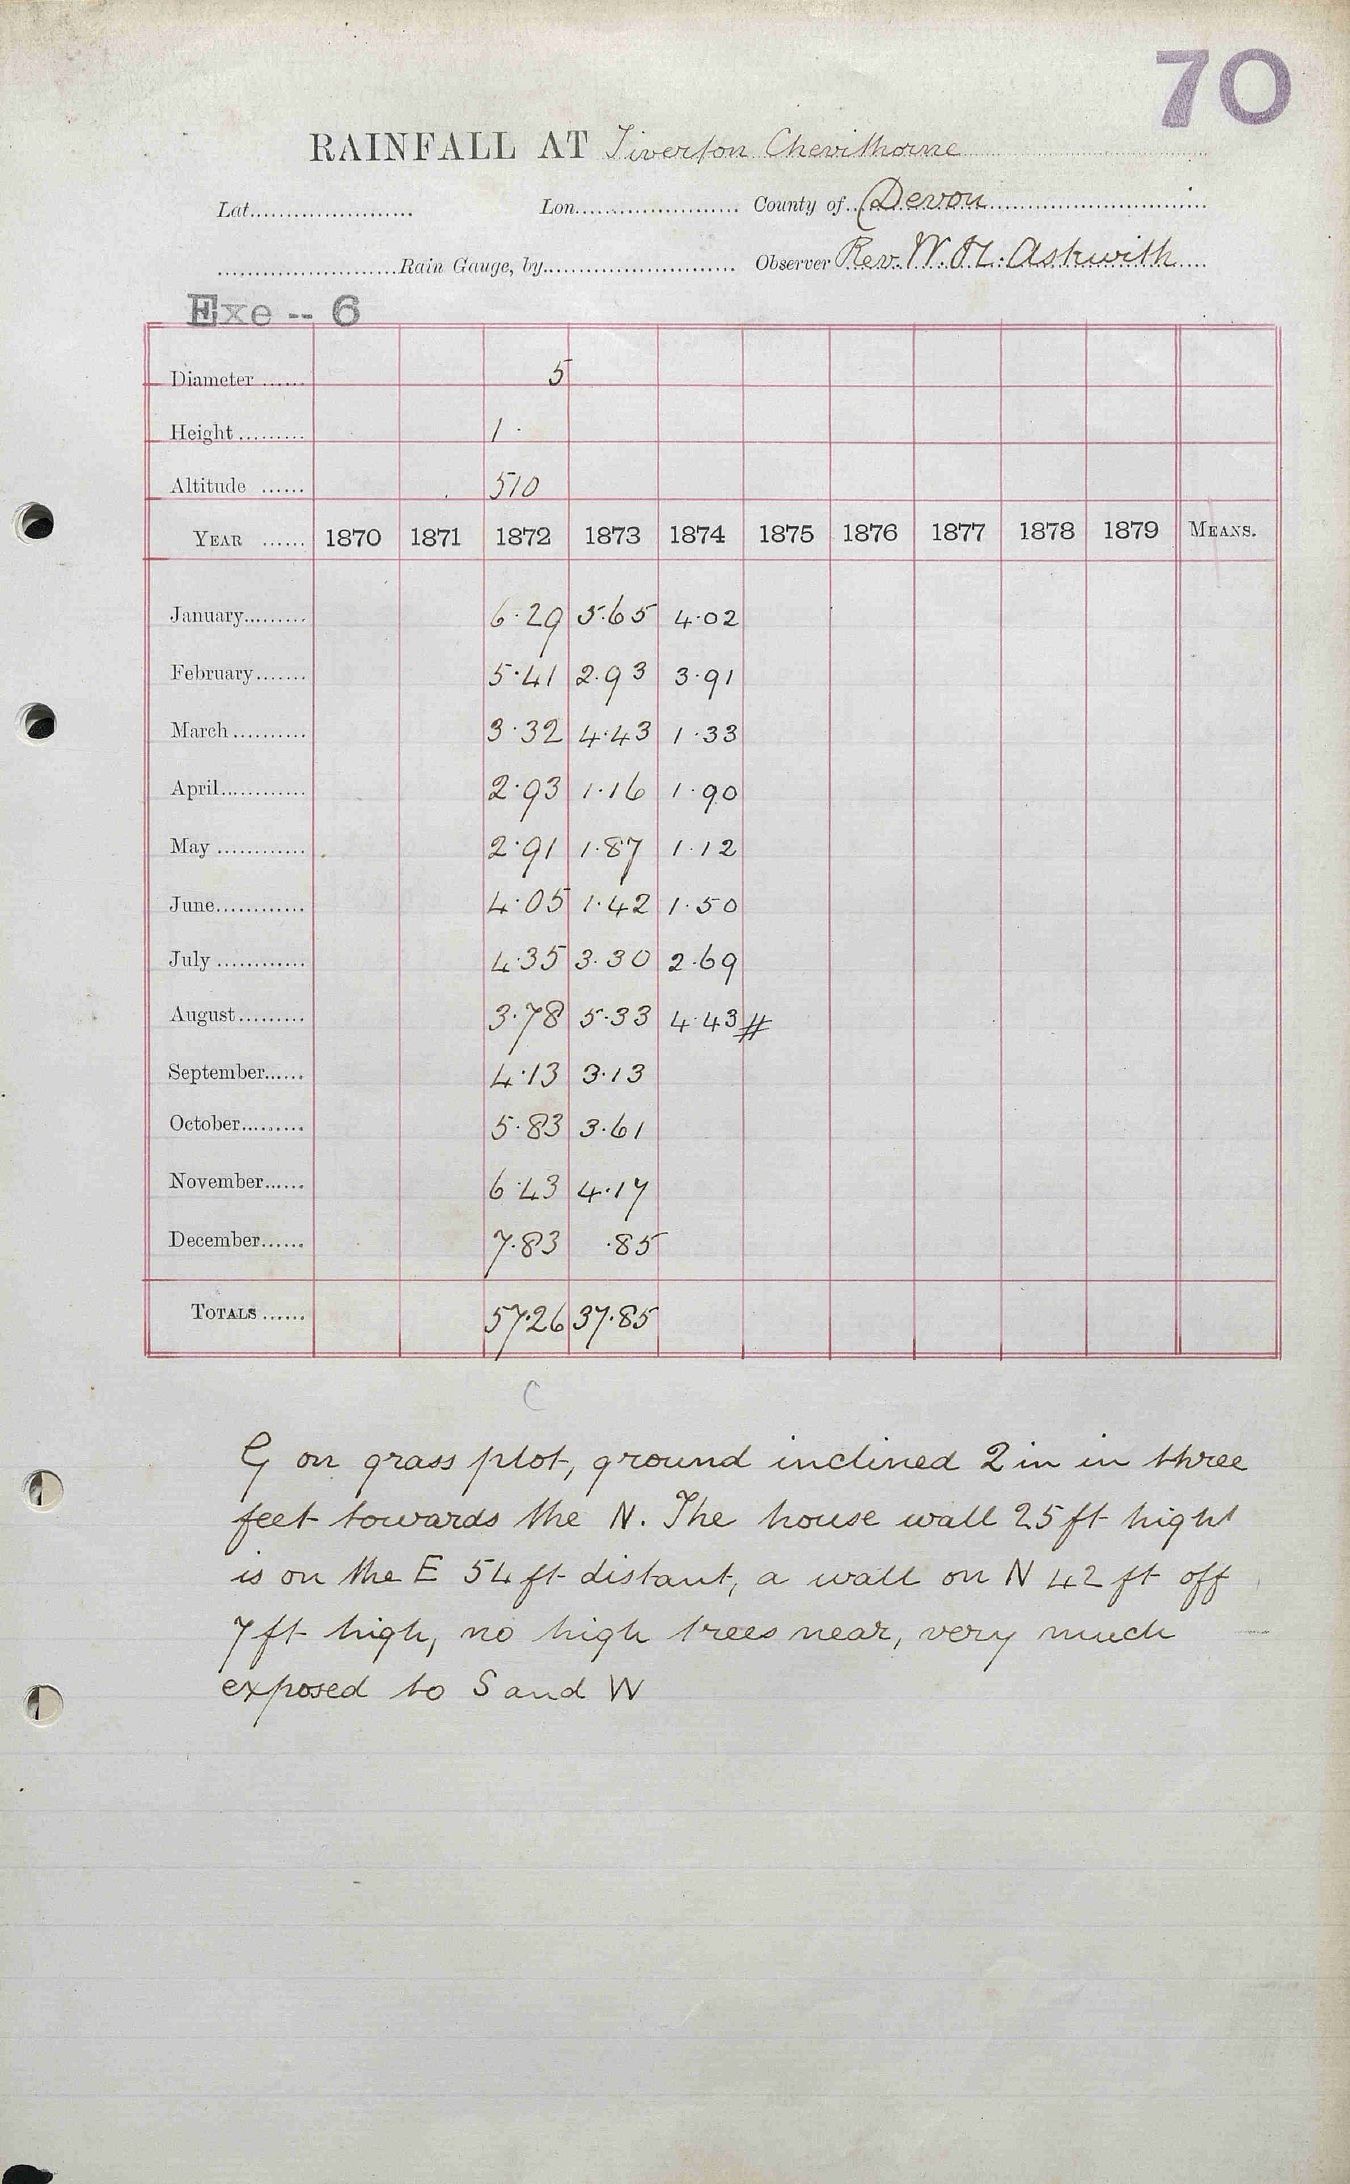 70
RAINFALL AT Tiverton Chevithorne
Lat....................... Lon....................... County of Devon
.........................Rain Gauge, by........................... Observer Rev. W. H. Askwith
Exe -- 6
Diameter ...... 5
Height ......... 1 ·
Altitude ...... 510
YEAR ...... 1870 1871 1872 1873 1874 1875 1876 1877 1878 1879 MEANS.
January......... 6·29 5·65 4·02
February....... 5·41 2·93 3·91
March.......... 3·32 4·43 1·33
April............ 2·93 1·16 1·90
May ............ 2·91 1·87 1·12
June............ 4·05 1·42 1·50
July ............ 4·35 3·30 2·69
August......... 3·78 5·33 4·43 #
September...... 4·13 3·13
October......... 5·83 3·61
November...... 6·43 4·17
December...... 7·83 ·85
TOTALS ...... 57·26 37·85
C
G on grass plot, ground inclined 2 in in three
feet towards the N. The house wall 25 ft hight
is on the E 54 ft distant, a wall on N 42 ft off
7 ft high, no high trees near, very much
exposed to S and W